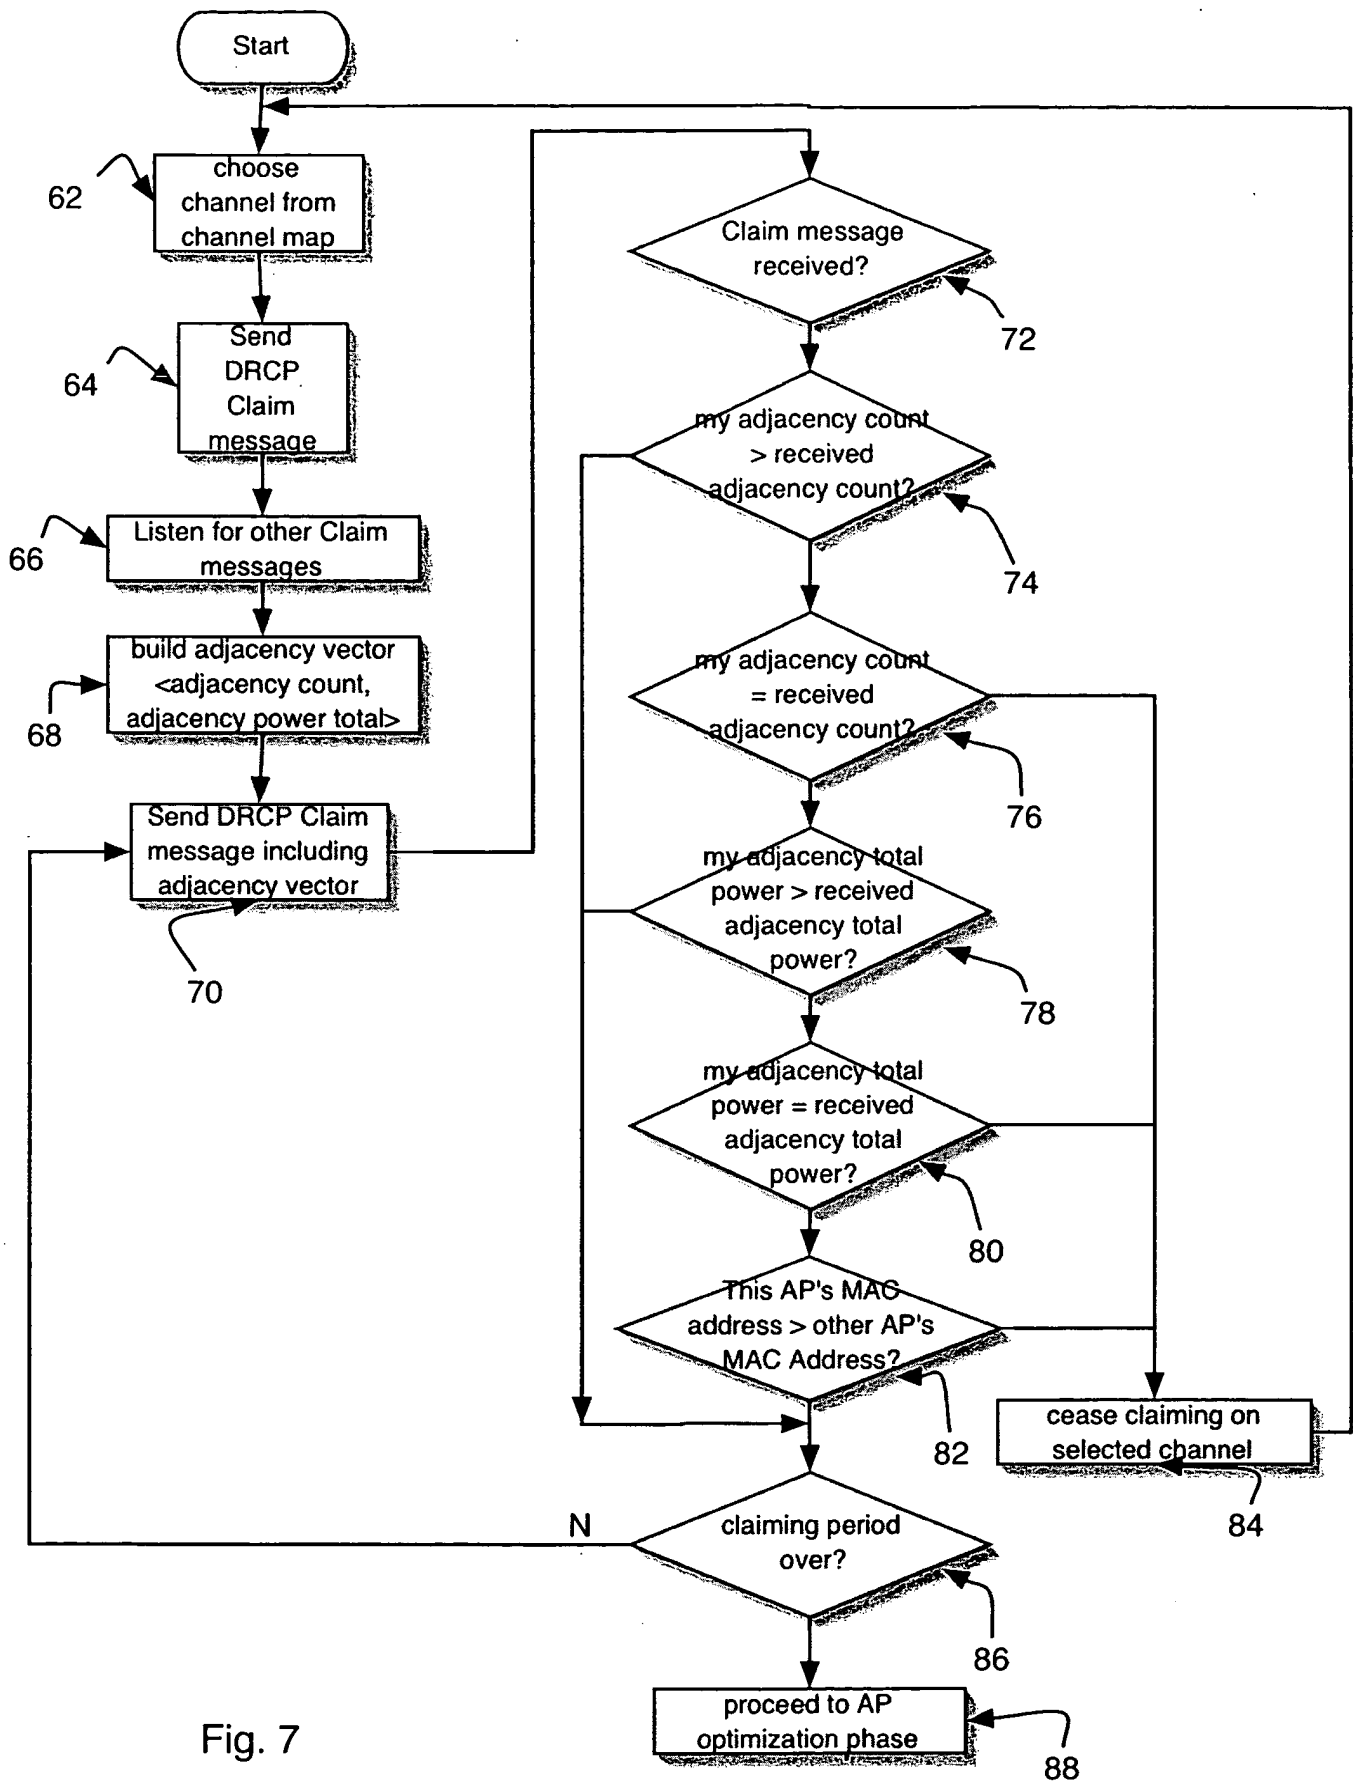 Start
62
choose
channel from
channel map
64
Send
DRCP
Claim
message
66
Listen for other Claim
messages
68
build adjacency vector
<adjacency count,
adjacency power total>
Send DRCP Claim
message including
adjacency vector
70
Claim message
received?
72
my adjacency count
> received
adjacency count?
74
my adjacency count
= received
adjacency count?
76
my adjacency total
power > received
adjacency total
power?
78
my adjacency total
power = received
adjacency total
power?
80
This AP's MAC
address > other AP's
MAC Address?
82
cease claiming on
selected channel
84
N
claiming period
over?
86
proceed to AP
optimization phase
88
Fig. 7